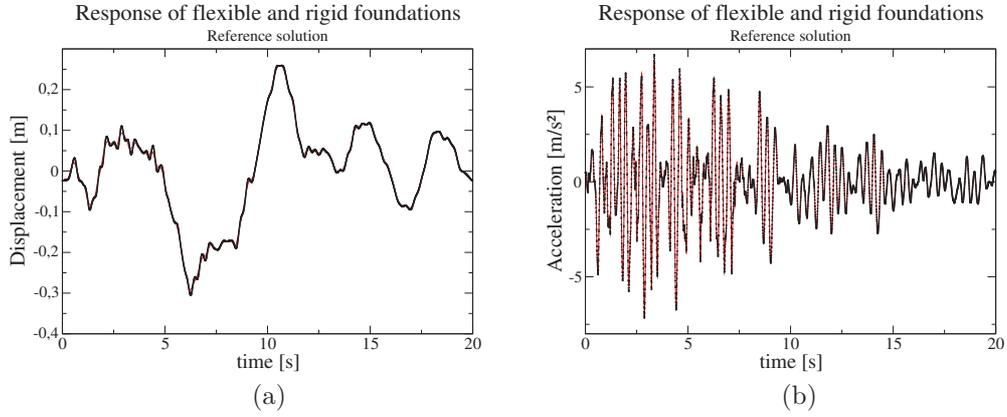 Response of flexible and rigid foundations
Reference solution
0,2
0,1
0
-0,1
-0,2
-0,3
-0,4
Displacement [m]
0 5 10 15 20
time [s]
(a)
Response of flexible and rigid foundations
Reference solution
5
0
-5
Acceleration [m/s²]
0 5 10 15 20
time [s]
(b)